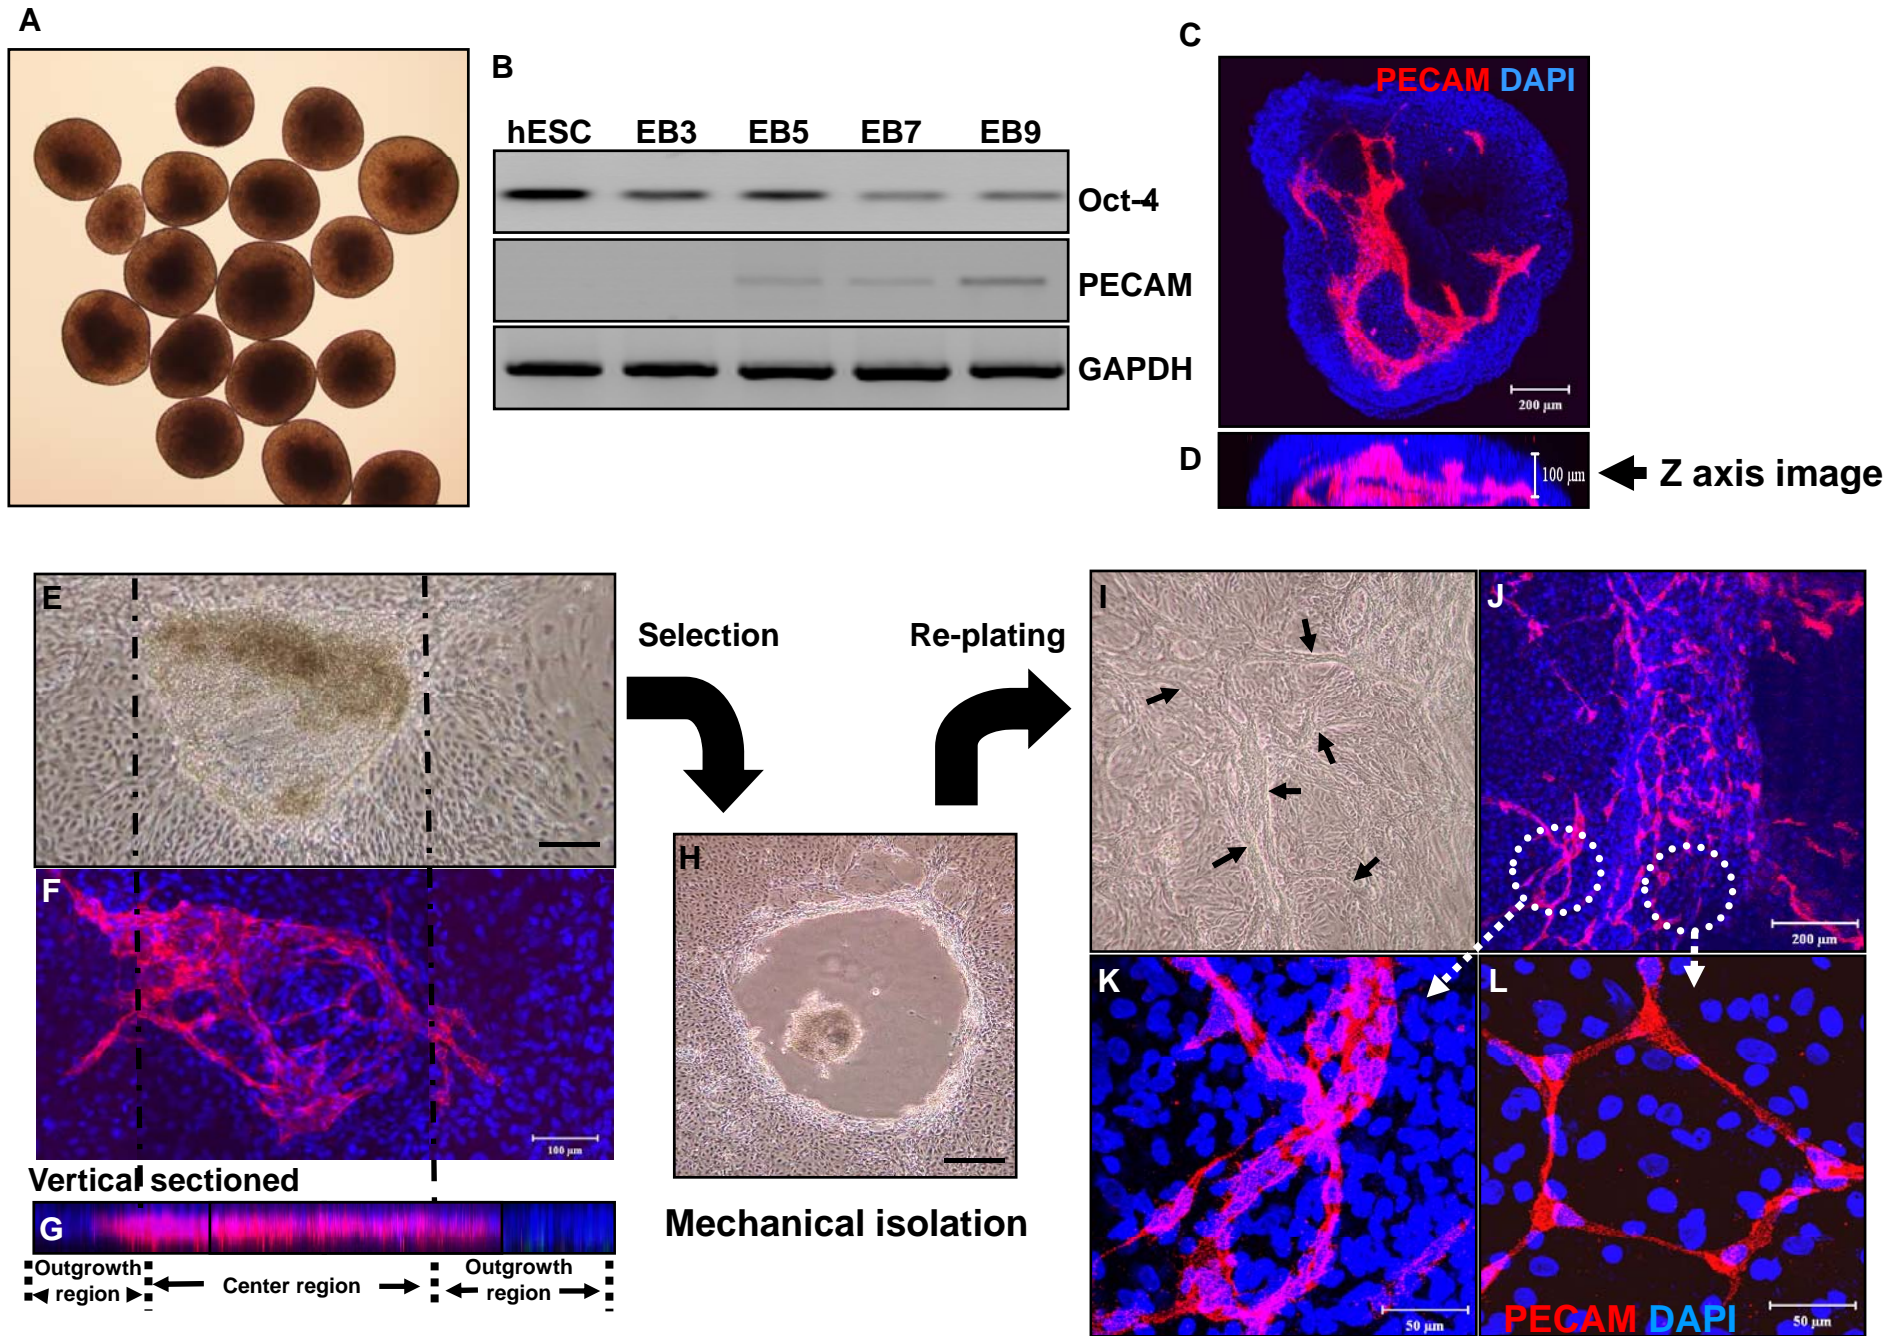 A
B
hESC EB3 EB5 EB7 EB9
Oct-4
PECAM
GAPDH
C
PECAM DAPI
200 µm
D
100 µm
Z axis image
E
Selection
Re-plating
F
100 µm
Vertical sectioned
G
Outgrowth
region
Center region
Outgrowth
region
H
Mechanical isolation
I
J
200 µm
K
50 µm
L
PECAM DAPI
50 µm